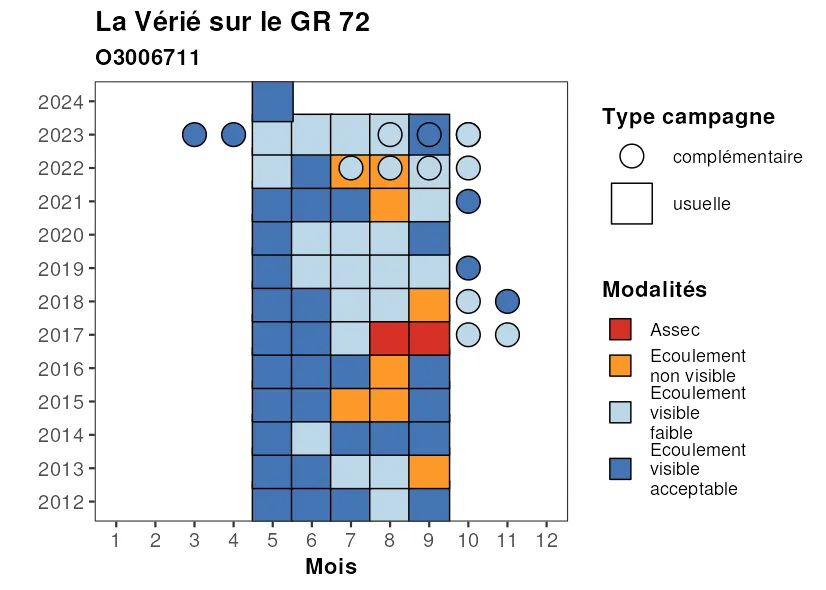 La Vérié sur le GR 72
O3006711
2024
2023
2022
2021
2020
2019
2018
2017
2016
2015
2014
2013
2012
1 2 3 4 5 6 7 8 9 10 11 12
Mois
Type campagne
complémentaire
usuelle
Modalités
Assec
Ecoulement
non visible
Ecoulement
visible
faible
Ecoulement
visible
acceptable